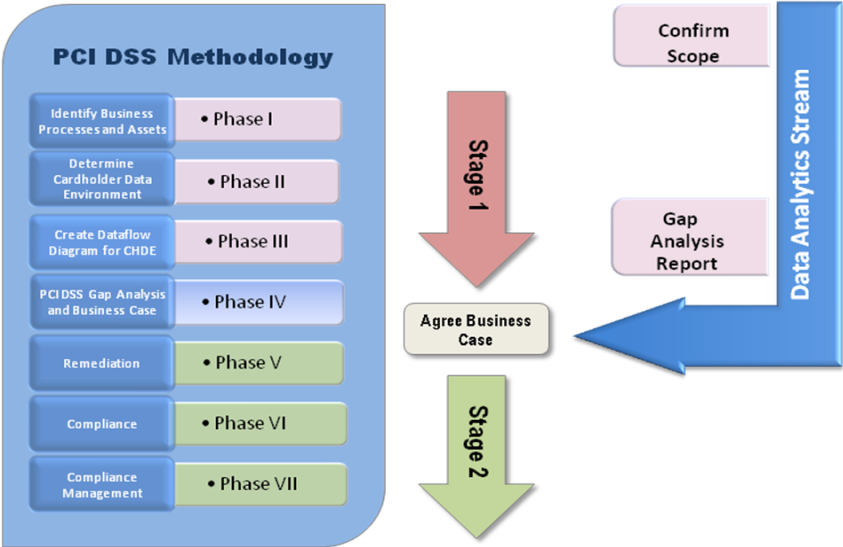 PCI DSS Methodology
Identify Business
Processes and Assets
• Phase I
Determine
Cardholder Data
Environment
• Phase II
Create Dataflow
Diagram for CHDE
• Phase III
PCI DSS Gap Analysis
and Business Case
• Phase IV
Remediation
• Phase V
Compliance
• Phase VI
Compliance
Management
• Phase VII
Stage 1
Agree Business
Case
Stage 2
Confirm
Scope
Gap
Analysis
Report
Data Analytics Stream